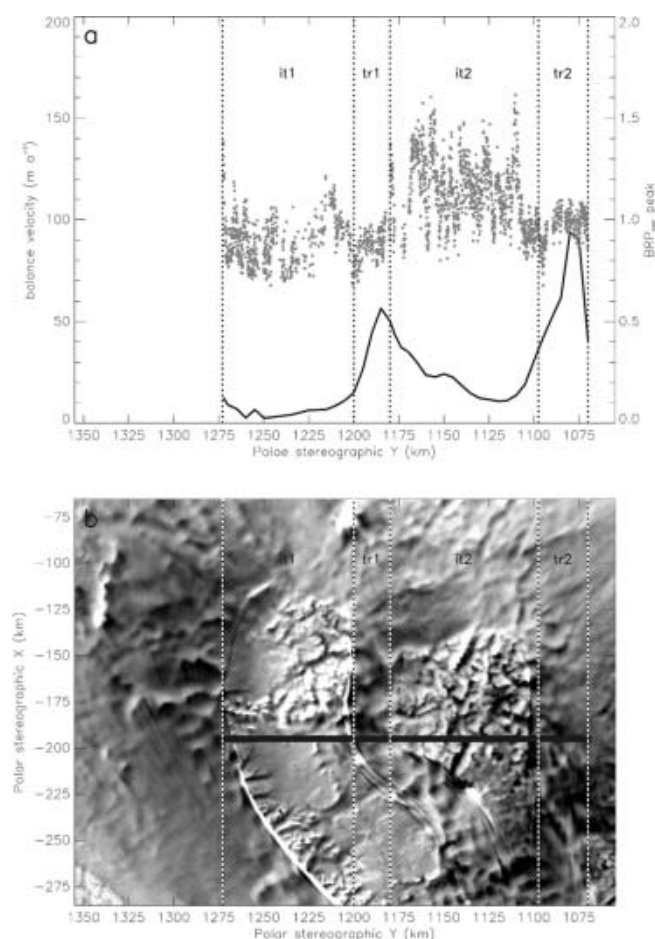 a
200
150
100
50
0
balance velocity (m a⁻¹)
it1
tr1
it2
tr2
2.0
1.5
1.0
0.5
0.0
peak
1350 1325 1300 1275 1250 1225 1200 1175 1150 1125 1100 1075
Polae stereographic Y (km)
b
−75
−100
−125
−150
−175
−200
−225
−250
−275
Polar stereographic X (km)
it1
tr1
it2
tr2
1350 1325 1300 1275 1250 1225 1200 1175 1150 1125 1100 1075
Polar stereographic Y (km)